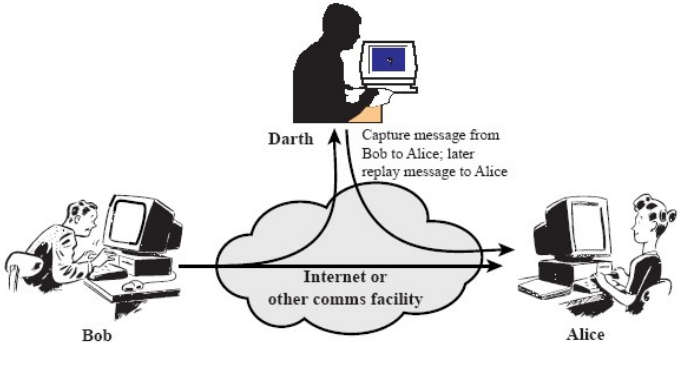 Darth
Capture message from
Bob to Alice; later
replay message to Alice
Internet or
other comms facility
Bob
Alice